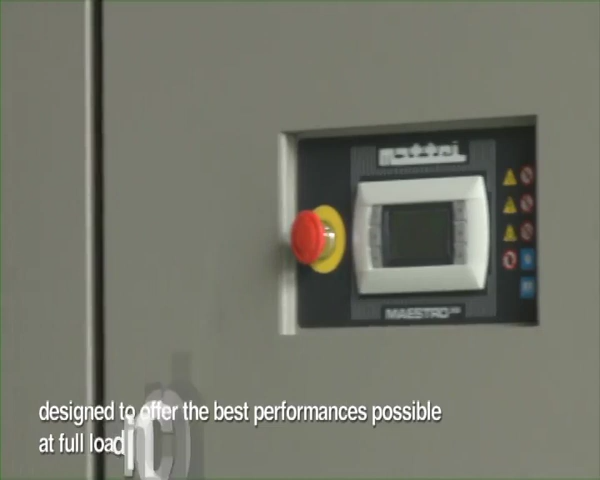 mattei
MAESTRO
designed to offer the best performances possible
at full load